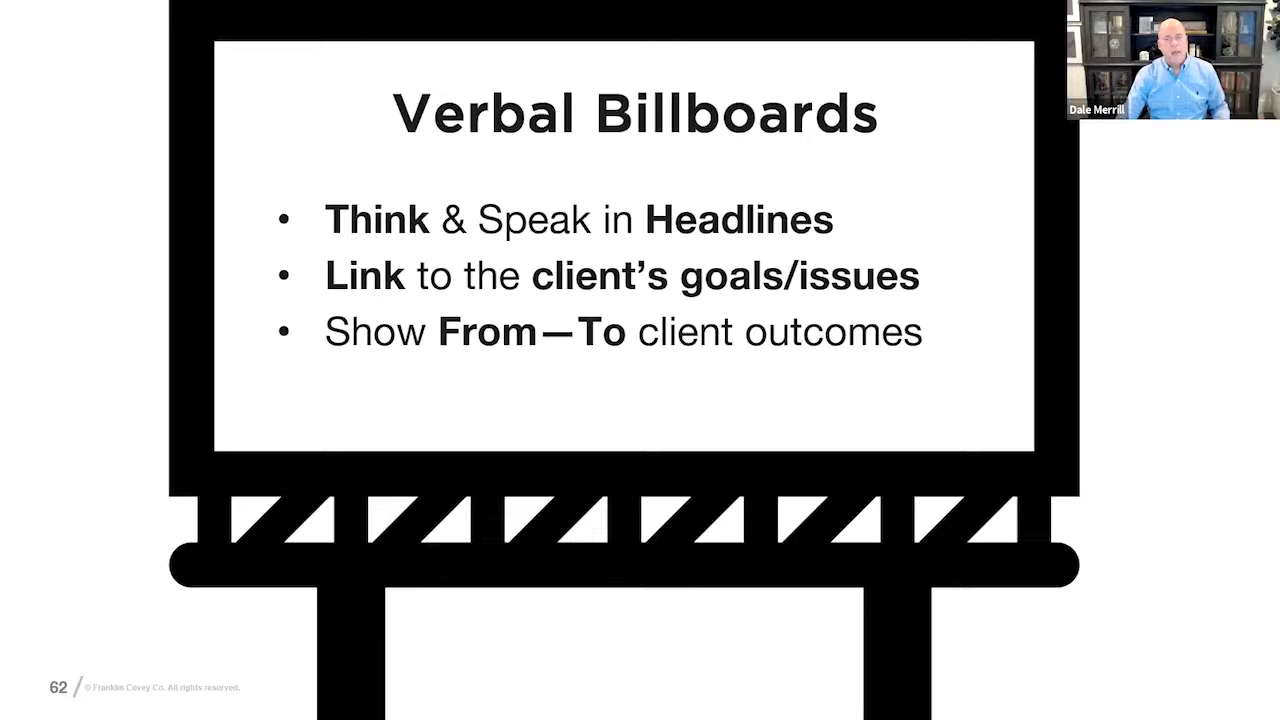 Verbal Billboards
• Think & Speak in Headlines
• Link to the client’s goals/issues
• Show From—To client outcomes
Dale Merrill
62 / © Franklin Covey Co. All rights reserved.